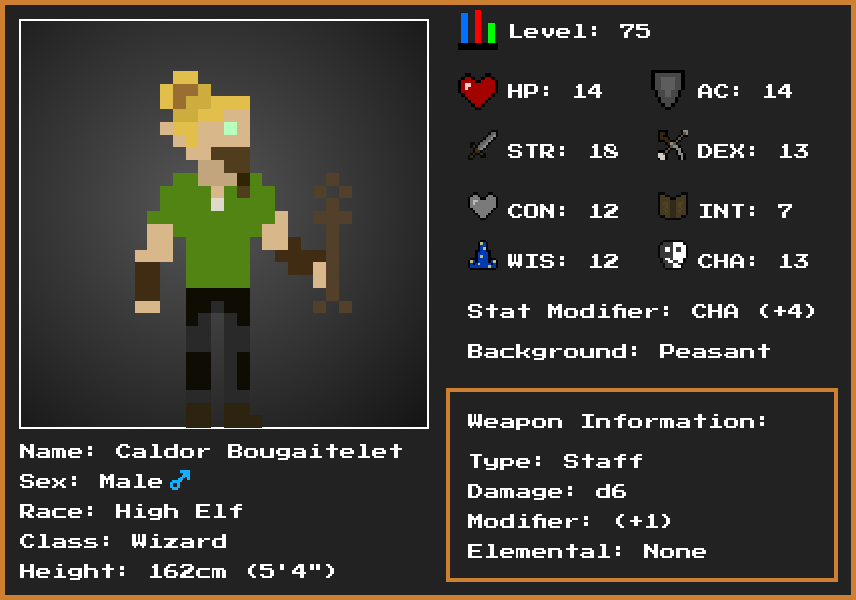 Level: 75
HP: 14
AC: 14
STR: 18
DEX: 13
CON: 12
INT: 7
WIS: 12
CHA: 13
Stat Modifier: CHA (+4)
Background: Peasant
Weapon Information:
Type: Staff
Damage: d6
Modifier: (+1)
Elemental: None
Name: Caldor Bougaitelet
Sex: Male♂
Race: High Elf
Class: Wizard
Height: 162cm (5'4")